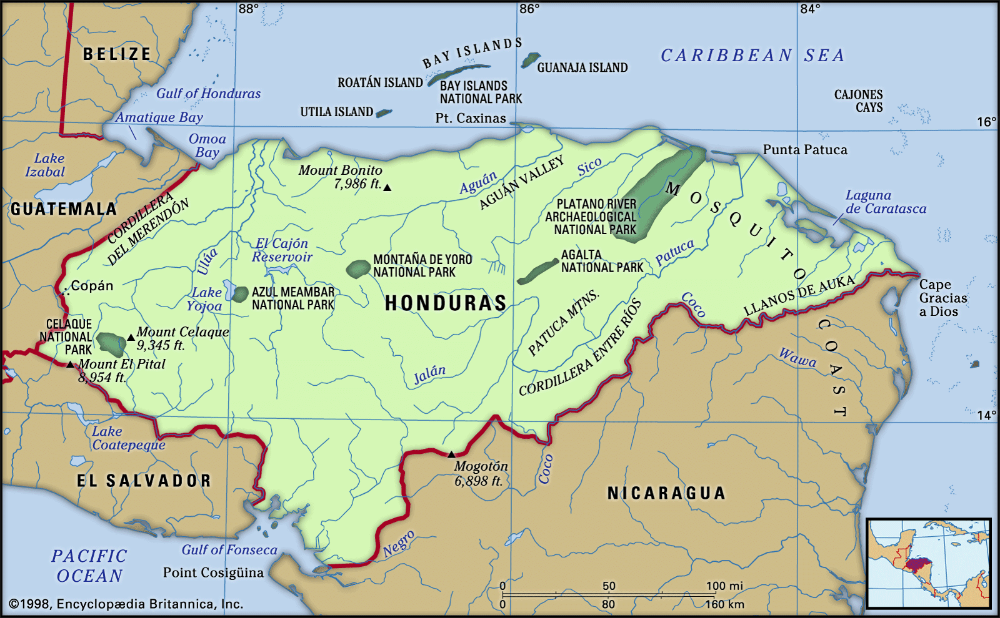 88°
86°
84°
BELIZE
BAY ISLANDS
CARIBBEAN SEA
GUANAJA ISLAND
ROATÁN ISLAND
BAY ISLANDS
NATIONAL PARK
Gulf of Honduras
CAJONES
CAYS
UTILA ISLAND
Pt. Caxinas
Amatique Bay
16°
Omoa
Bay
Punta Patuca
Lake
Izabal
Mount Bonito
7,986 ft.
Aguán
AGUÁN VALLEY
Sico
MOSQUITO
COAST
GUATEMALA
CORDILLERA
DEL MERENDÓN
PLATANO RIVER
ARCHAEOLOGICAL
NATIONAL PARK
Laguna
de Caratasca
Ulúa
El Cajón
Reservoir
MONTAÑA DE YORO
NATIONAL PARK
AGALTA
NATIONAL PARK
Patuca
Copán
Lake
Yojoa
AZUL MEAMBAR
NATIONAL PARK
HONDURAS
PATUCA MTNS.
Coco
LLANOS DE AUKA
Cape
Gracias
a Dios
CELAQUE
NATIONAL
PARK
Mount Celaque
9,345 ft.
Mount El Pital
8,954 ft.
Jalán
CORDILLERA ENTRE RÍOS
Wawa
14°
Lake
Coatepeque
EL SALVADOR
Mogotón
6,898 ft.
Coco
NICARAGUA
Negro
PACIFIC
OCEAN
Gulf of Fonseca
Point Cosigüina
0 50 100 mi
0 80 160 km
©1998, Encyclopædia Britannica, Inc.